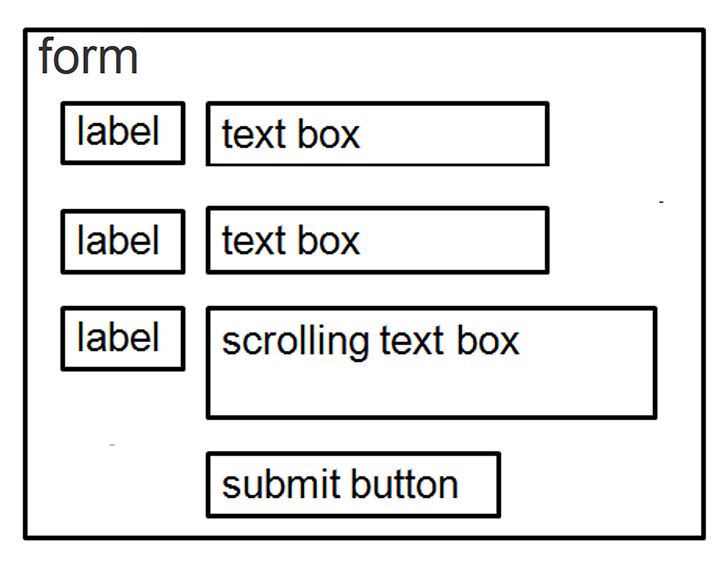 form
label
text box
label
text box
label
scrolling text box
submit button